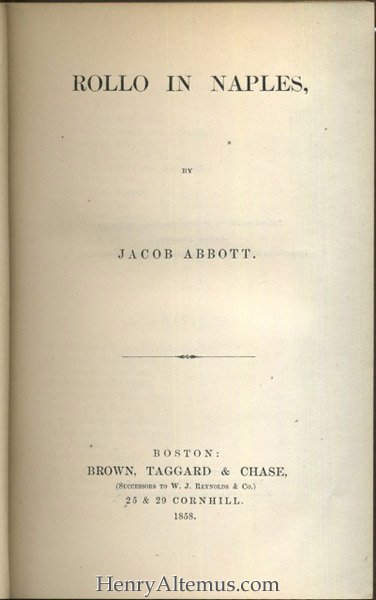 ROLLO IN NAPLES,
BY
JACOB ABBOTT.
BOSTON:
BROWN, TAGGARD & CHASE,
(Successors to W. J. Reynolds & Co.)
25 & 29 CORNHILL.
1858.
HenryAltemus.com